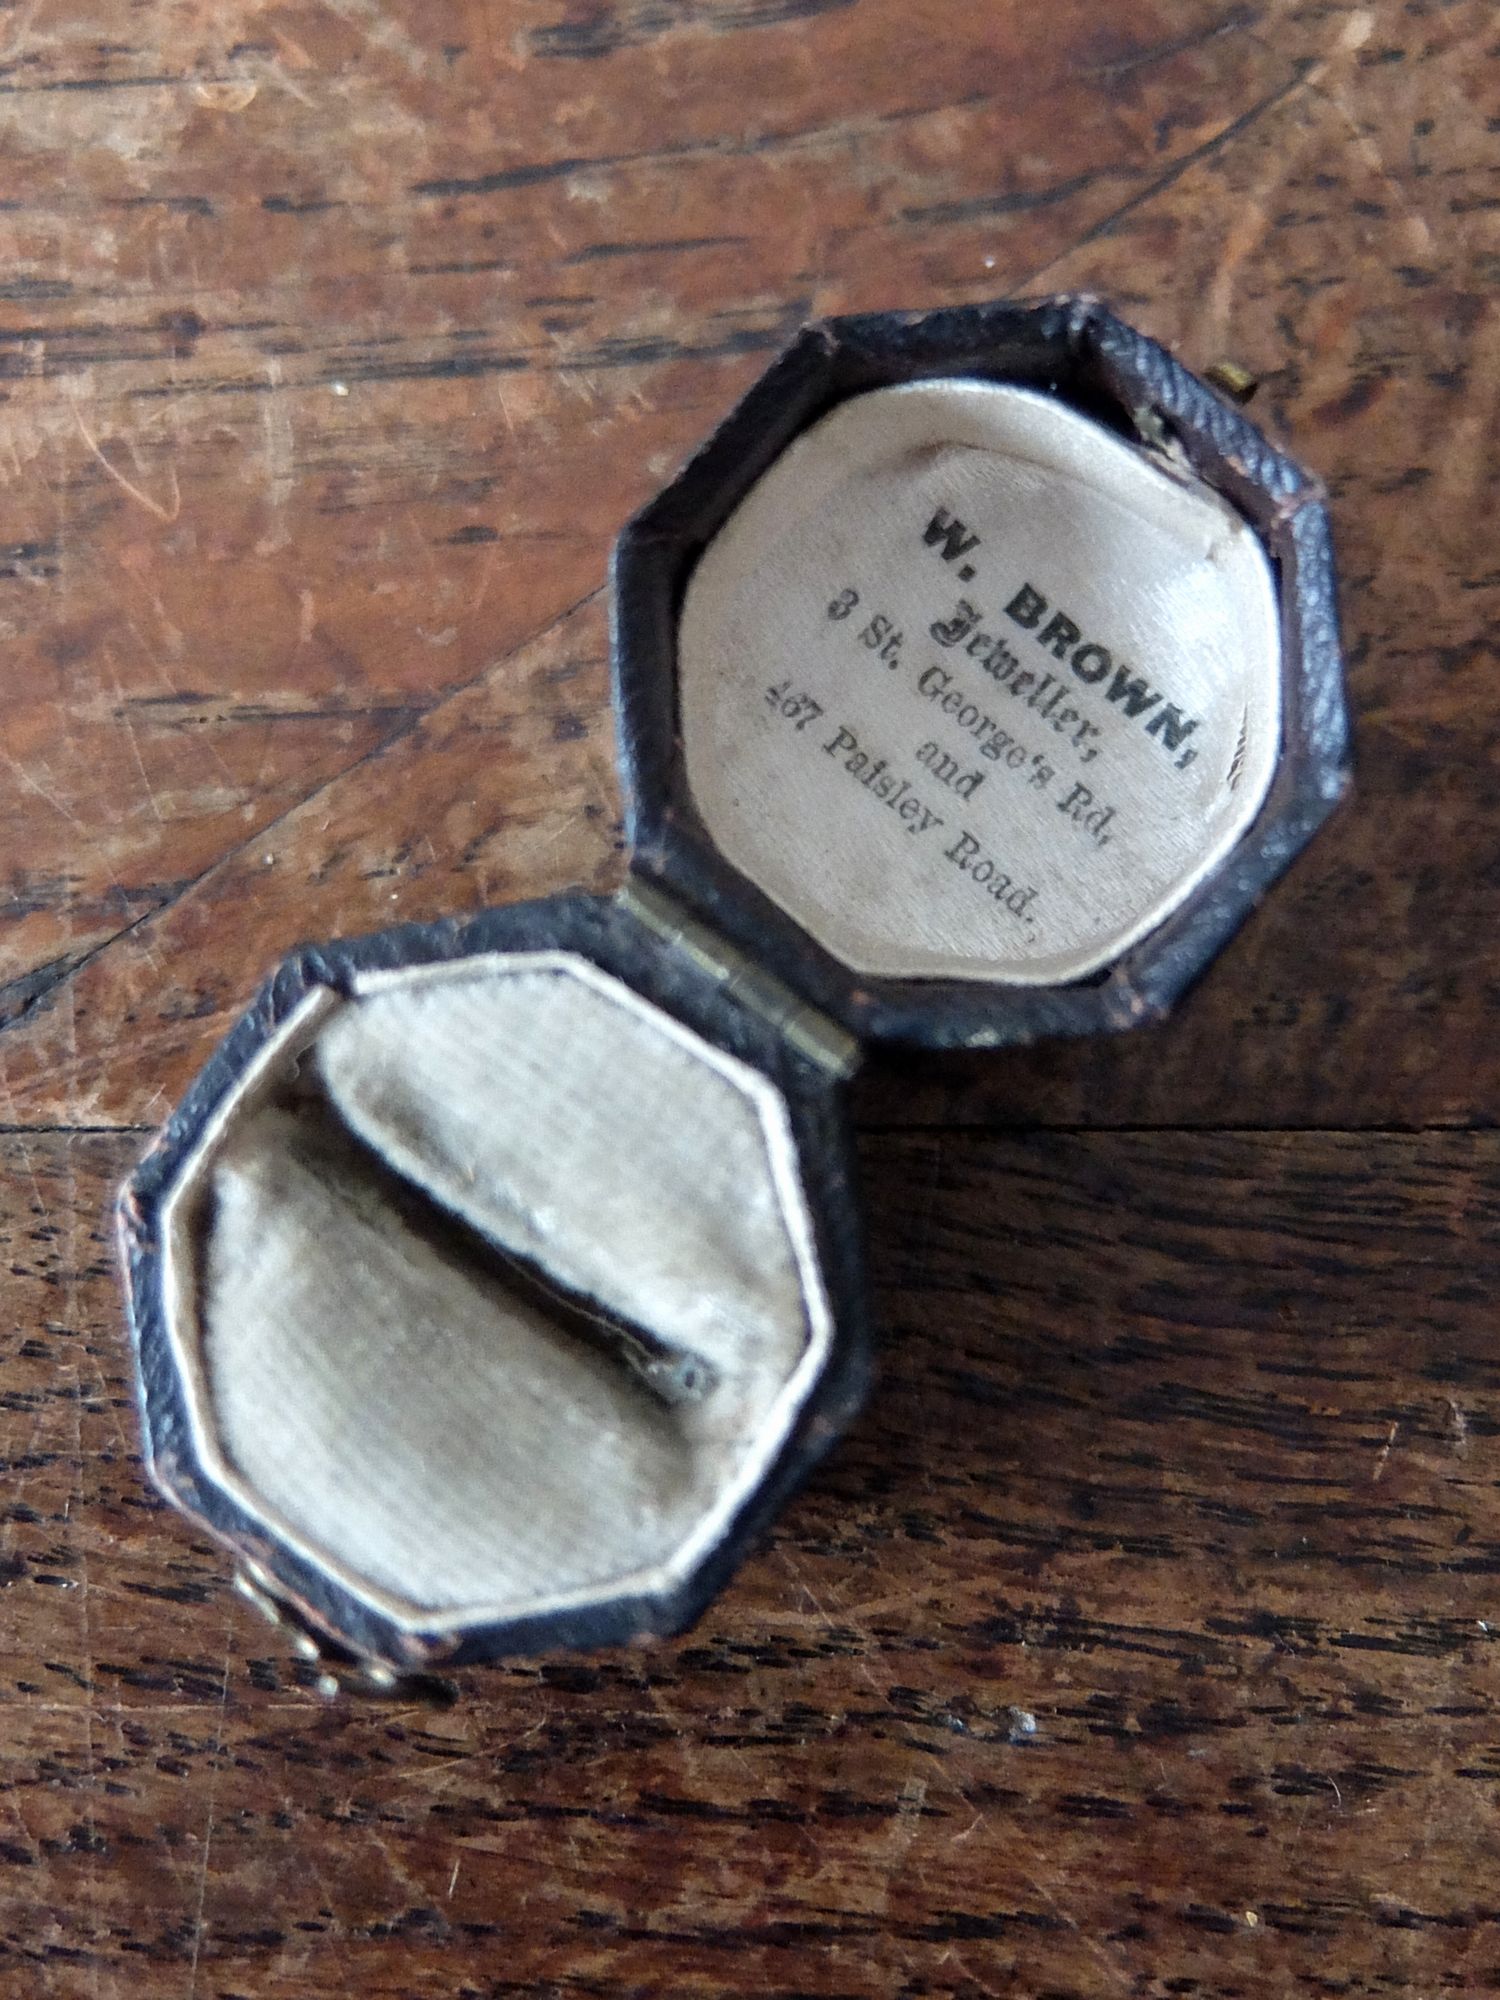 W. BROWN,
Jeweller,
3 St. George's Rd,
and
467 Paisley Road.